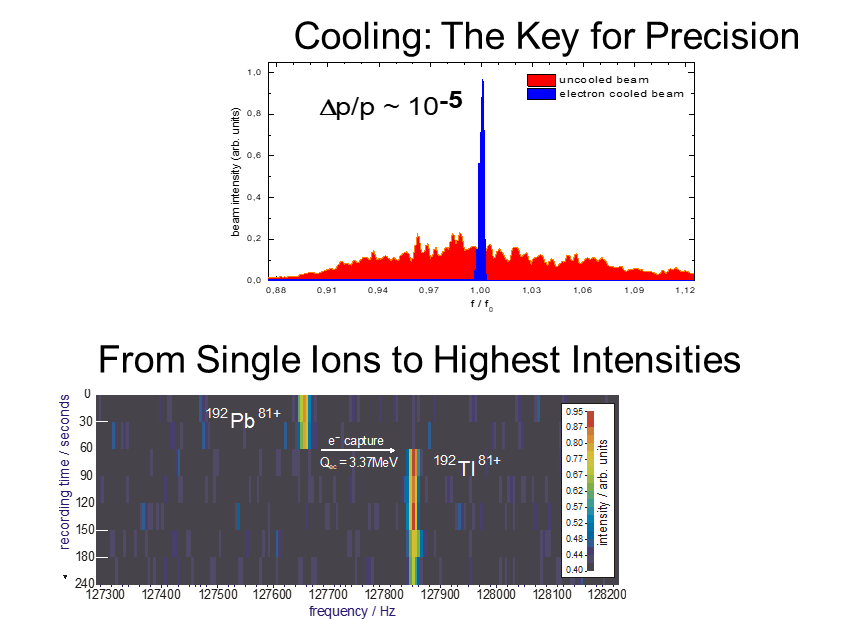 Cooling: The Key for Precision
1,0
0,8
0,6
0,4
0,2
0,0
beam intensity (arb. units)
Δp/p ~ 10-5
uncooled beam
electron cooled beam
0,88 0,91 0,94 0,97 1,00 1,03 1,06 1,09 1,12
f / f0
From Single Ions to Highest Intensities
0
30
60
90
120
150
180
240
recording time / seconds
192Pb81+
e− capture
QEC = 3.37MeV
192Tl81+
0.95
0.87
0.80
0.77
0.67
0.62
0.57
0.52
0.48
0.44
0.40
intensity / arb. units
127300 127400 127500 127600 127700 127800 127900 128000 128100 128200
frequency / Hz